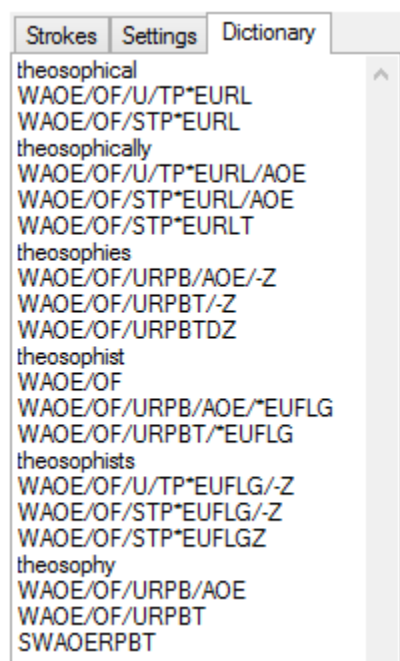 Strokes Settings Dictionary
theosophical
WAOE/OF/U/TP*EURL
WAOE/OF/STP*EURL
theosophically
WAOE/OF/U/TP*EURL/AOE
WAOE/OF/STP*EURL/AOE
WAOE/OF/STP*EURLT
theosophies
WAOE/OF/URPB/AOE/-Z
WAOE/OF/URPBT/-Z
WAOE/OF/URPBTDZ
theosophist
WAOE/OF
WAOE/OF/URPB/AOE/*EUFLG
WAOE/OF/URPBT/*EUFLG
theosophists
WAOE/OF/U/TP*EUFLG/-Z
WAOE/OF/STP*EUFLG/-Z
WAOE/OF/STP*EUFLGZ
theosophy
WAOE/OF/URPB/AOE
WAOE/OF/URPBT
SWAOERPBT